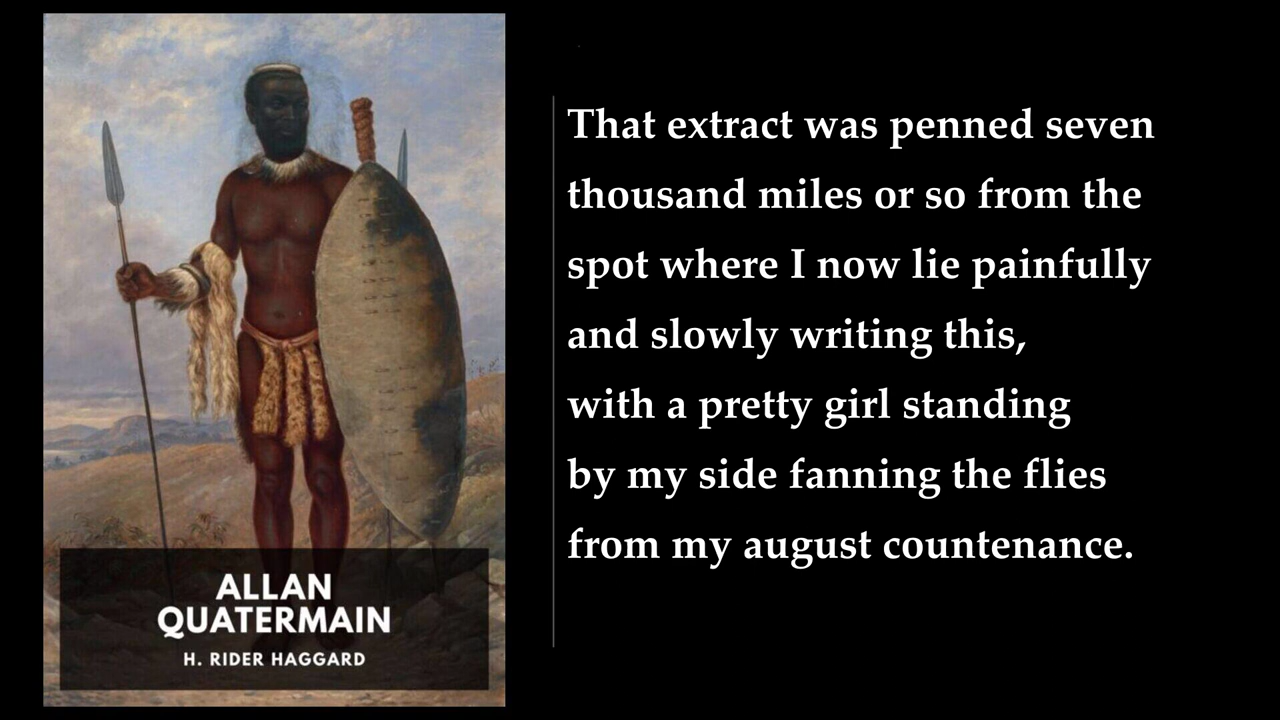 ALLAN
QUATERMAIN
H. RIDER HAGGARD
That extract was penned seven
thousand miles or so from the
spot where I now lie painfully
and slowly writing this,
with a pretty girl standing
by my side fanning the flies
from my august countenance.